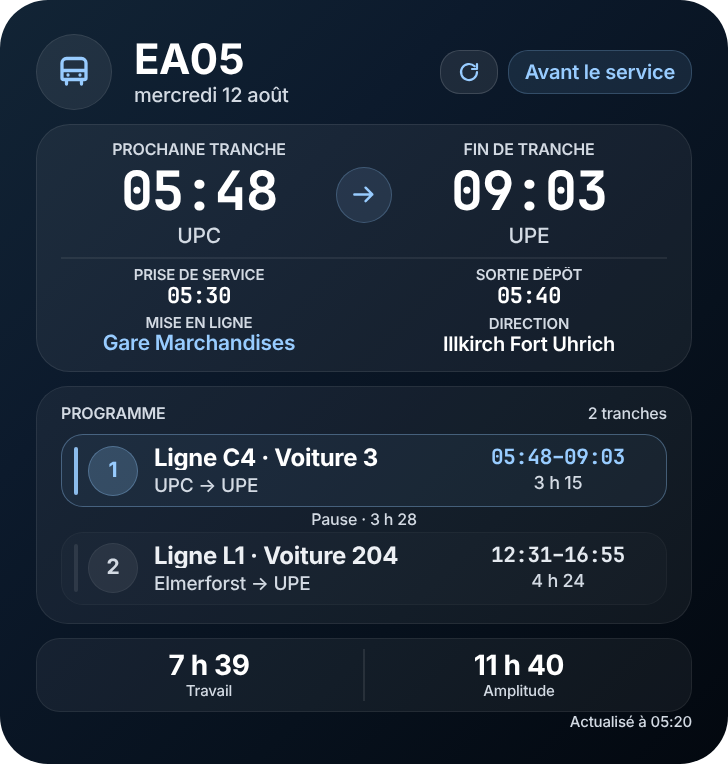 EA05
mercredi 12 août
Avant le service
PROCHAINE TRANCHE
05:48
UPC
FIN DE TRANCHE
09:03
UPE
PRISE DE SERVICE
05:30
SORTIE DÉPÔT
05:40
MISE EN LIGNE
Gare Marchandises
DIRECTION
Illkirch Fort Uhrich
PROGRAMME
2 tranches
1
Ligne C4 · Voiture 3
UPC → UPE
05:48–09:03
3 h 15
Pause · 3 h 28
2
Ligne L1 · Voiture 204
Elmerforst → UPE
12:31–16:55
4 h 24
7 h 39
Travail
11 h 40
Amplitude
Actualisé à 05:20